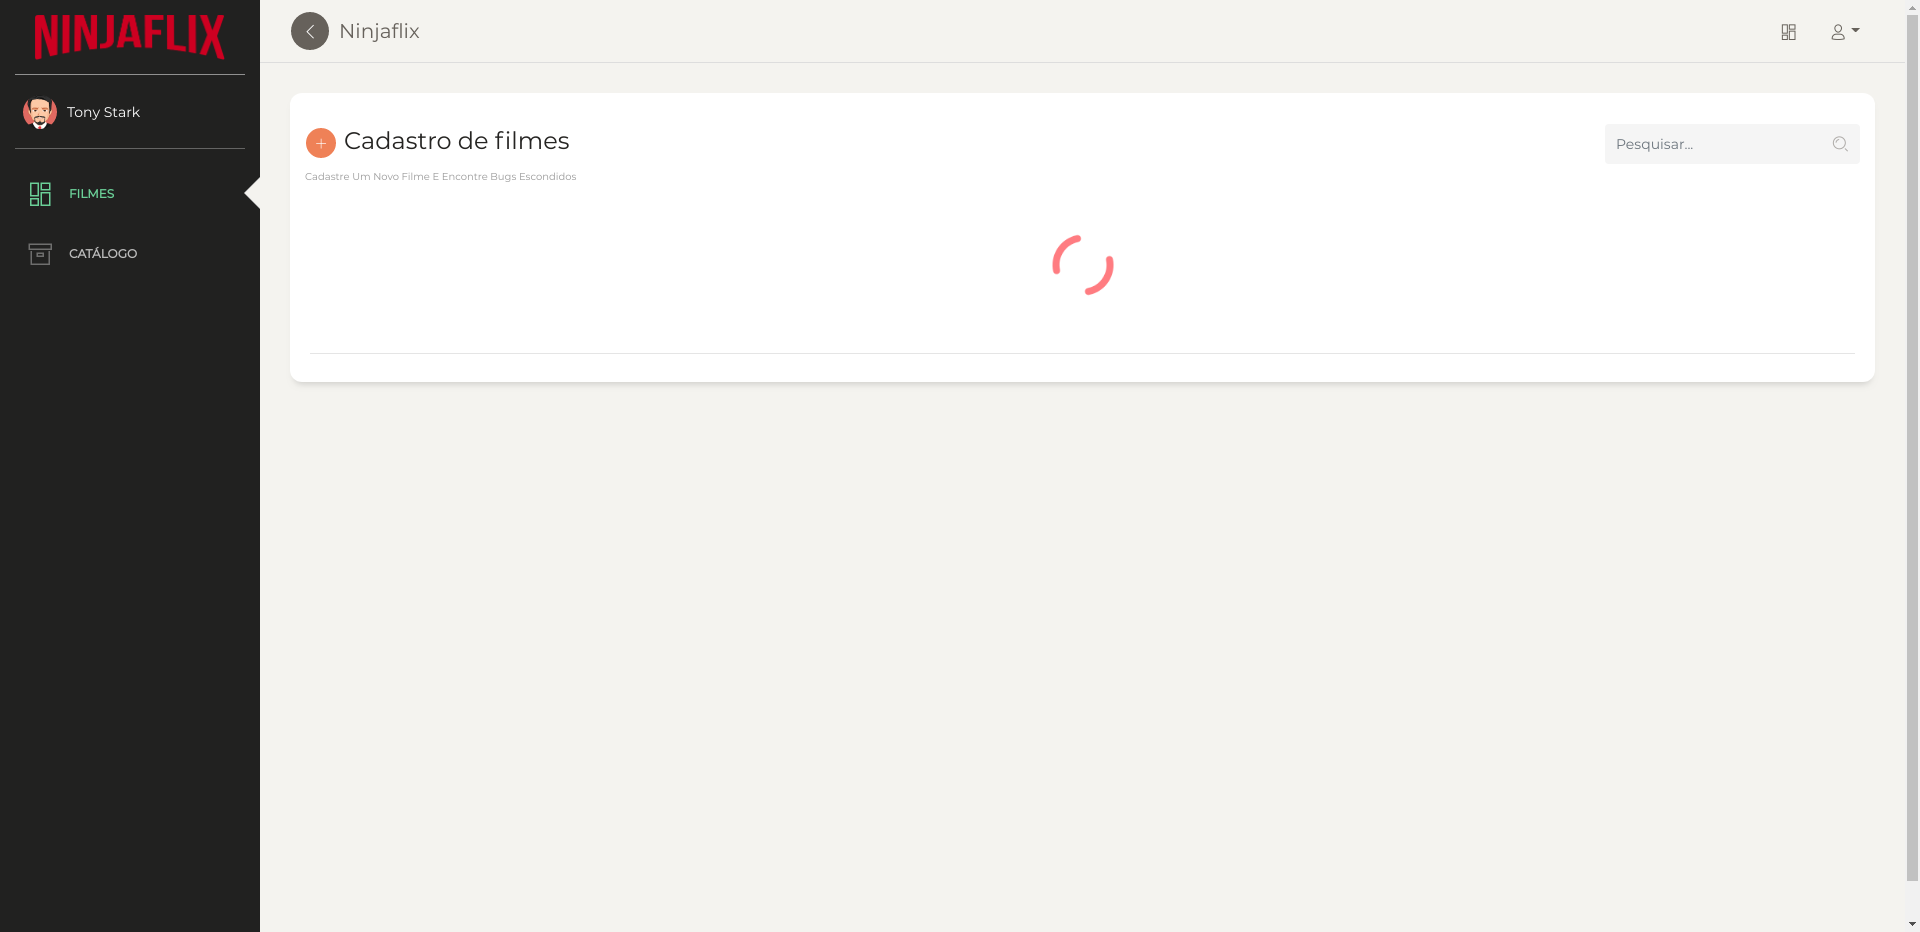 NINJAFLIX
Tony Stark
FILMES
CATÁLOGO
Ninjaflix
Cadastro de filmes
Cadastre Um Novo Filme E Encontre Bugs Escondidos
Pesquisar...